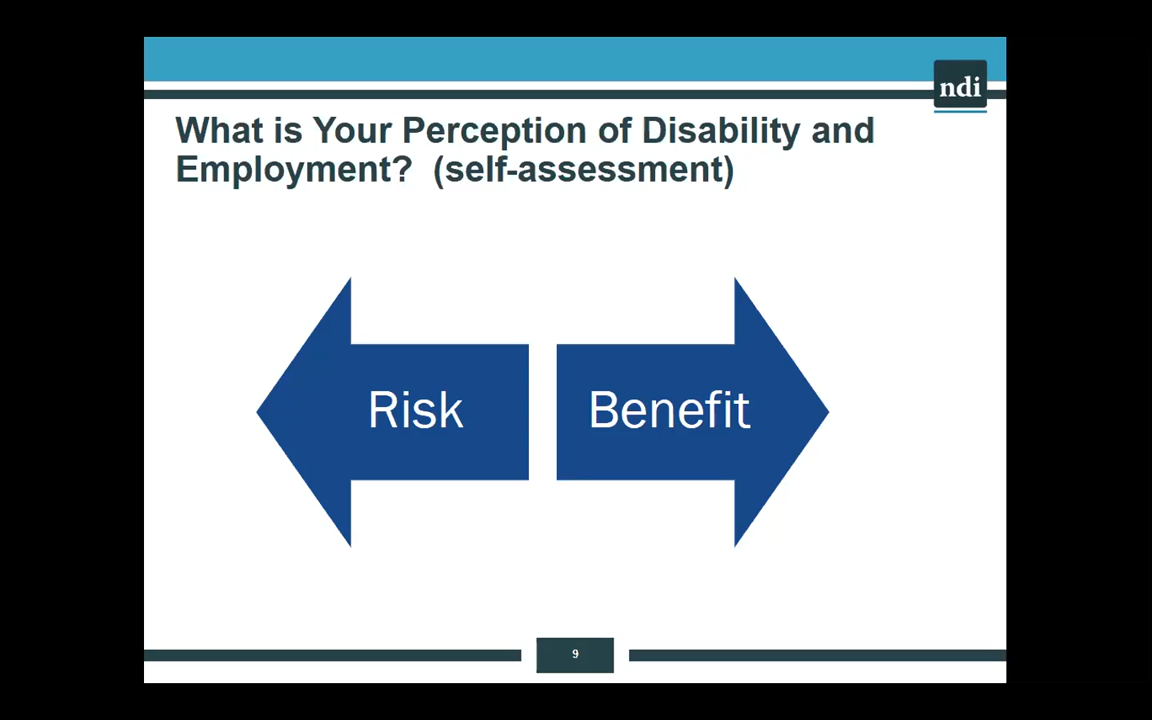 ndi
What is Your Perception of Disability and
Employment?  (self-assessment)
Risk
Benefit
9